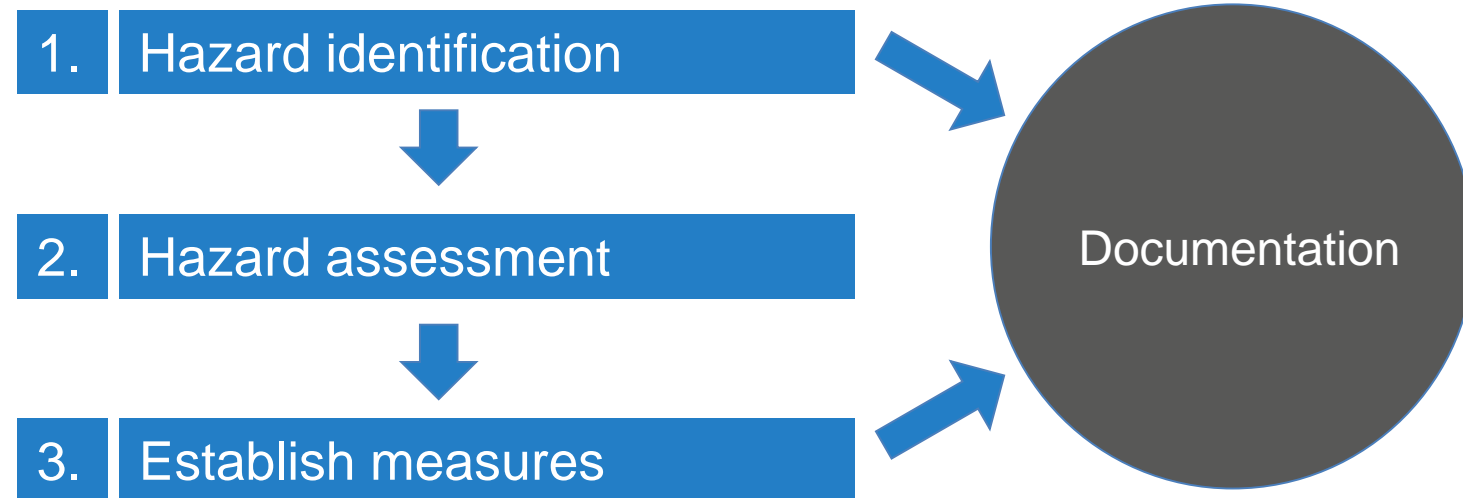 1. Hazard identification
2. Hazard assessment
Documentation
3. Establish measures